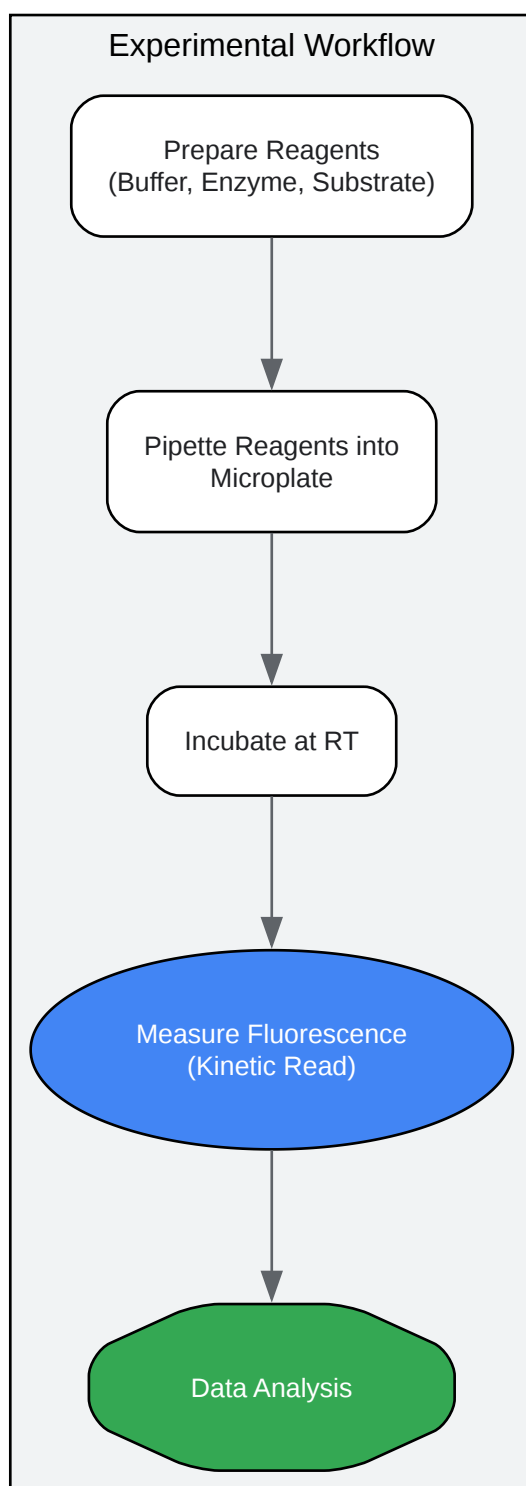 Experimental Workflow
Prepare Reagents
(Buffer, Enzyme, Substrate)
Pipette Reagents into
Microplate
Incubate at RT
Measure Fluorescence
(Kinetic Read)
Data Analysis